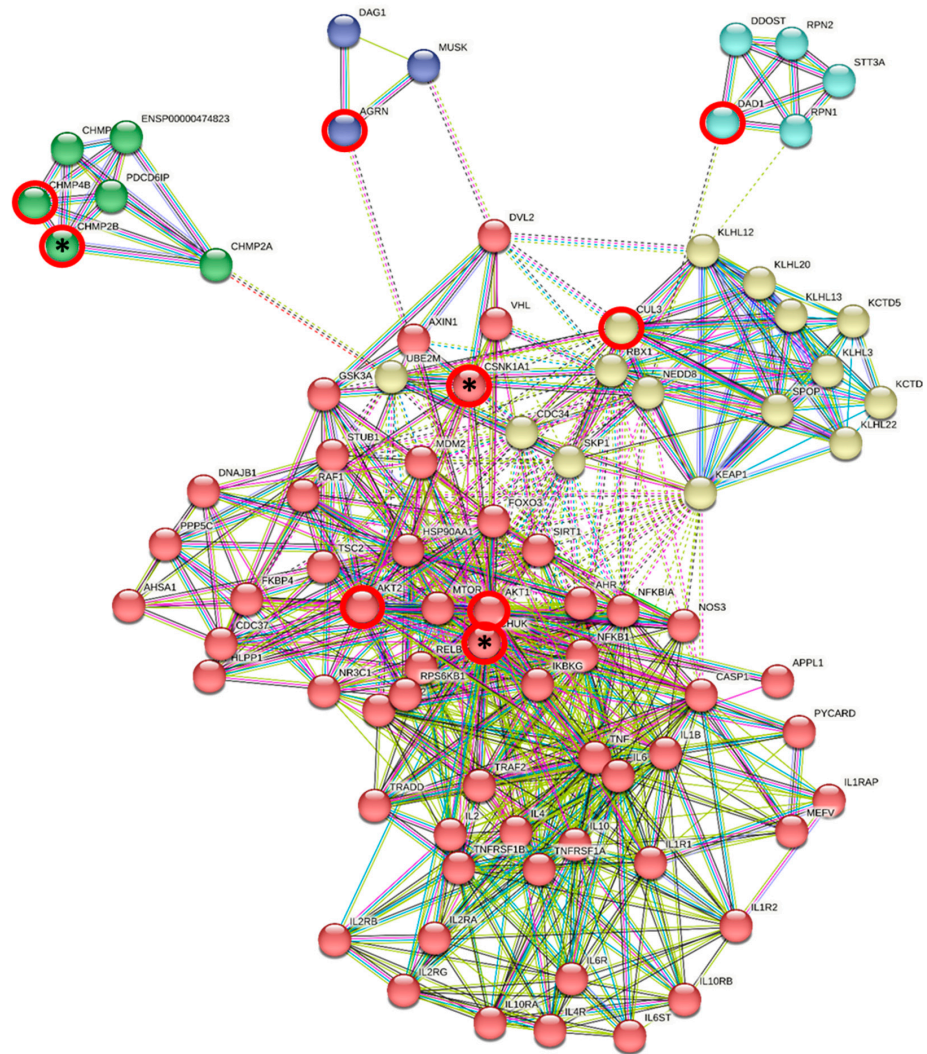 DAG1
DDOST
RPN2
MUSK
STT3A
AGRN
DAD1
RPN1
ENSP00000474823
CHMP
PDCD6IP
CHMP4B
CHMP2B
*
CHMP2A
DVL2
KLHL12
KLHL20
KLHL13
KCTD5
VHL
CUL3
AXIN1
UBE2M
RBX1
KLHL3
CSNK1A1
*
GSK3A
NEDD8
SPOP
KCTD
KLHL22
CDC34
STUB1
MDM2
SKP1
KEAP1
DNAJB1
RAF1
FOXO3
PPP5C
HSP90AA1
SIRT1
TSC2
AHSA1
FKBP4
AKT2
MTOR
AKT1
AHR
NFKBIA
NOS3
CDC37
CHUK
*
NFKB1
HLPP1
RELB
IKBKG
APPL1
NR3C1
RPS6KB1
CASP1
2
PYCARD
TNF
IL1B
IL6
TRAF2
IL1RAP
TRADD
MEFV
IL2
IL4
IL10
TNFRSF1B
TNFRSF1A
IL1R1
IL2RB
IL2RA
IL1R2
IL2RG
IL6R
IL10RB
IL10RA
IL4R
IL6ST